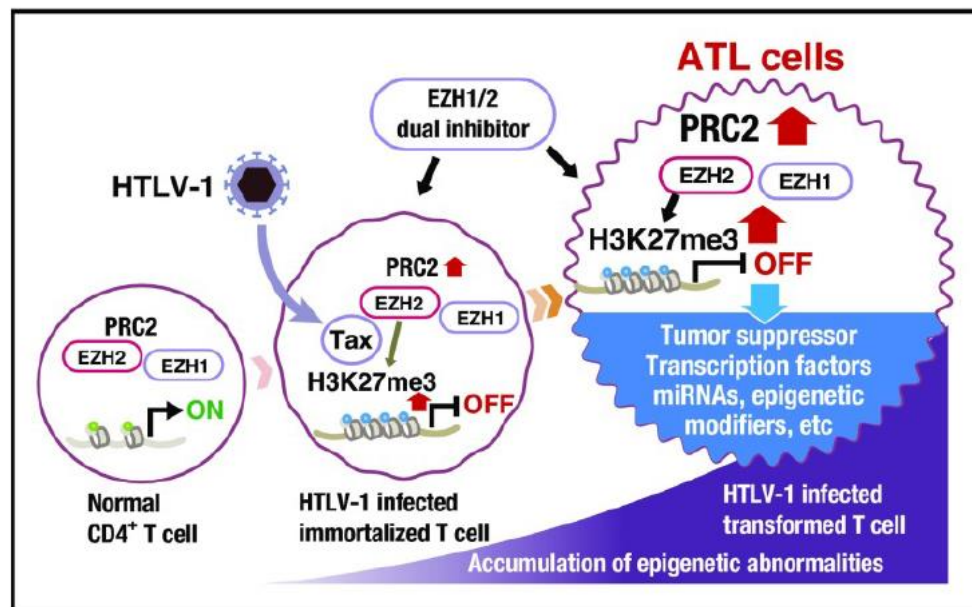 ATL cells
EZH1/2
dual inhibitor
PRC2
EZH2
EZH1
H3K27me3
OFF
Tumor suppressor
Transcription factors
miRNAs, epigenetic
modifiers, etc
HTLV-1
PRC2
EZH2
EZH1
Tax
H3K27me3
OFF
PRC2
EZH2
EZH1
ON
Normal
CD4⁺ T cell
HTLV-1 infected
immortalized T cell
HTLV-1 infected
transformed T cell
Accumulation of epigenetic abnormalities